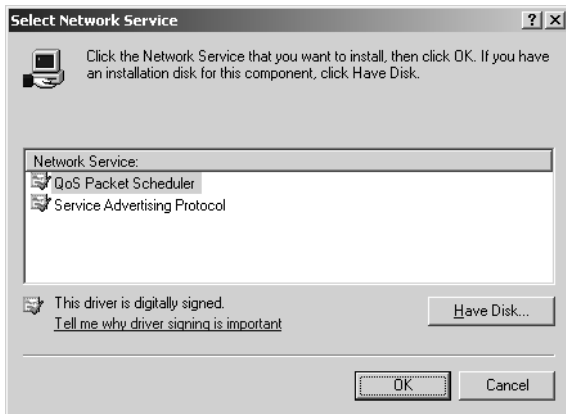 Select Network Service
Click the Network Service that you want to install, then click OK. If you have
an installation disk for this component, click Have Disk.
Network Service:
QoS Packet Scheduler
Service Advertising Protocol
This driver is digitally signed.
Tell me why driver signing is important
Have Disk...
OK
Cancel